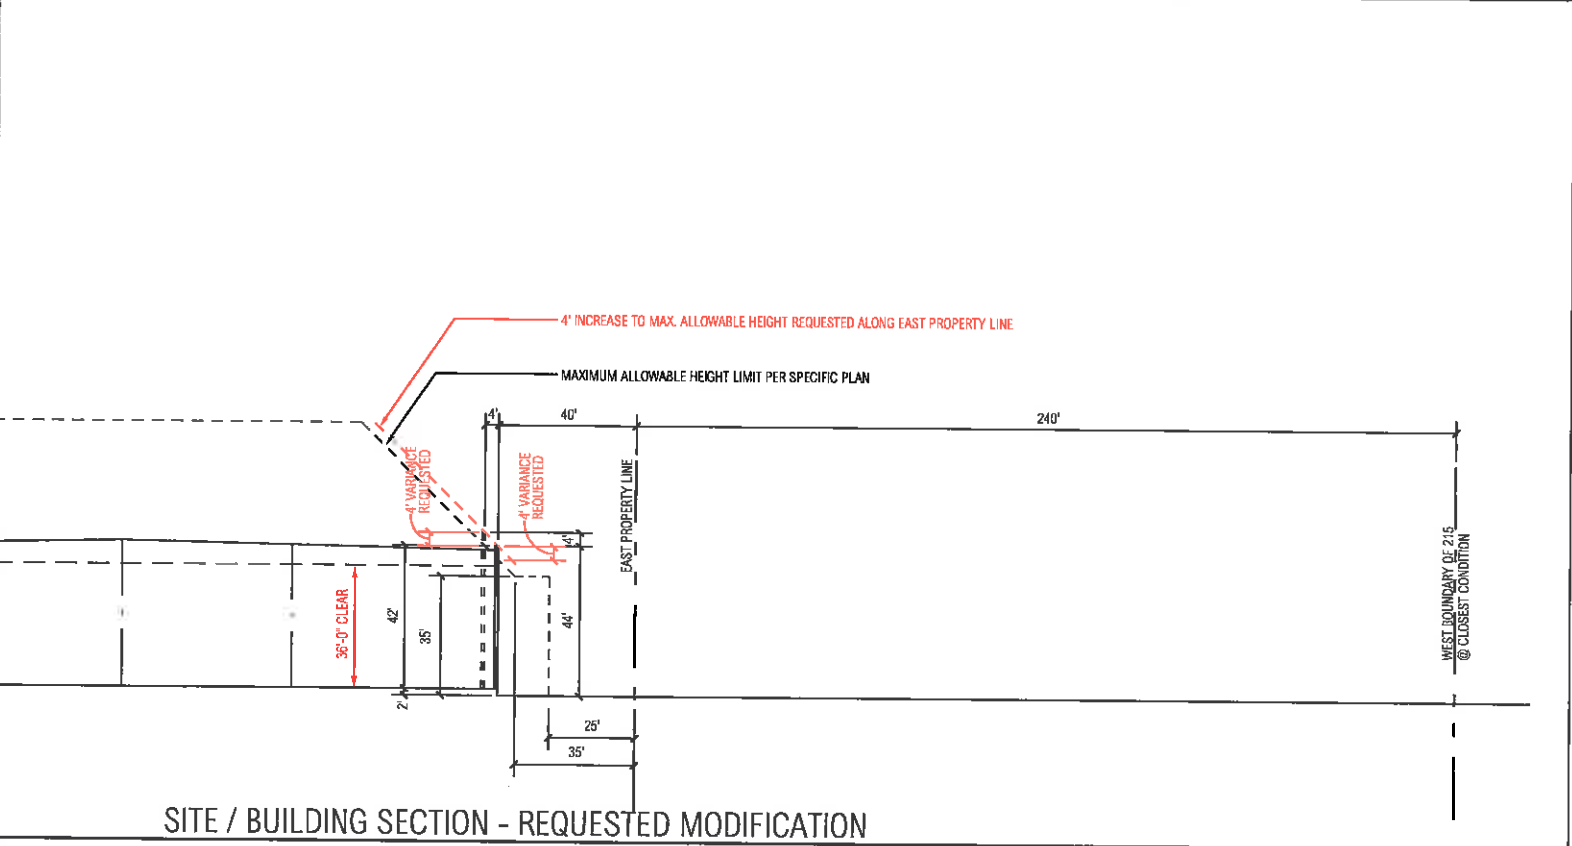 4' INCREASE TO MAX. ALLOWABLE HEIGHT REQUESTED ALONG EAST PROPERTY LINE
MAXIMUM ALLOWABLE HEIGHT LIMIT PER SPECIFIC PLAN
4'
40'
240'
4' VARIANCE
REQUESTED
4' VARIANCE
REQUESTED
EAST PROPERTY LINE
4'
WEST BOUNDARY OF 215
@ CLOSEST CONDITION
36'-0" CLEAR
42'
35'
44'
2'
25'
35'
SITE / BUILDING SECTION - REQUESTED MODIFICATION